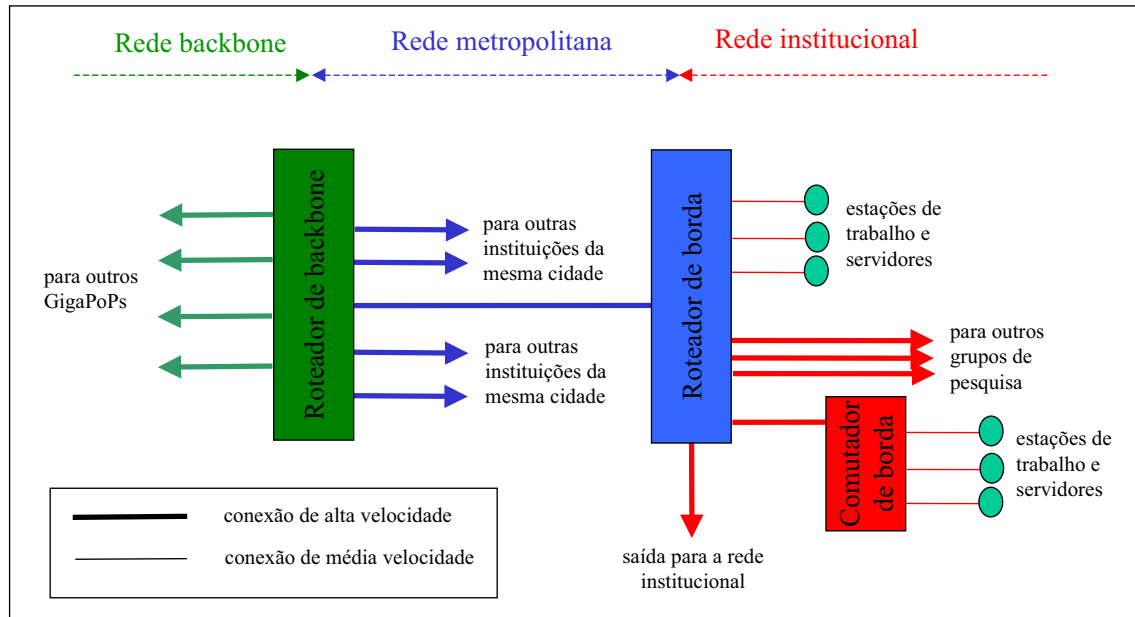 Rede backbone
Rede metropolitana
Rede institucional
Roteador de backbone
Roteador de borda
para outros
GigaPoPs
para outras
instituições da
mesma cidade
para outras
instituições da
mesma cidade
estações de
trabalho e
servidores
para outros
grupos de
pesquisa
Comutador
de borda
estações de
trabalho e
servidores
saída para a rede
institucional
conexão de alta velocidade
conexão de média velocidade